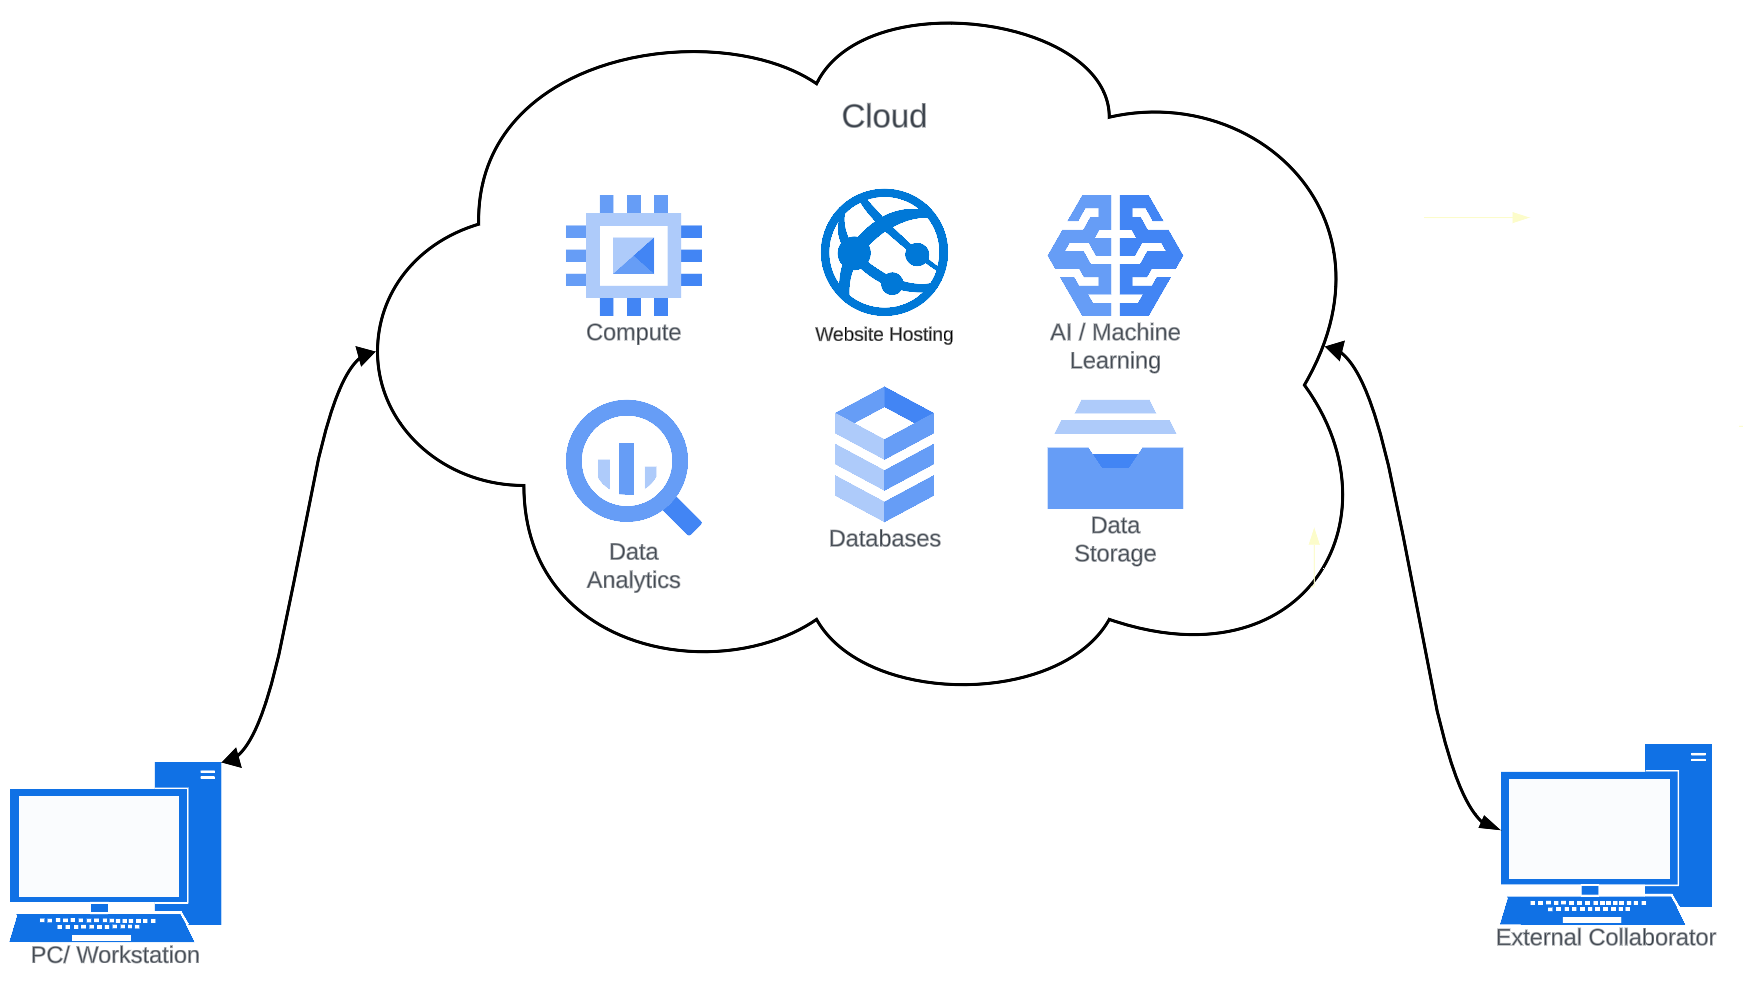 Cloud
Compute
Website Hosting
AI / Machine
Learning
Data
Analytics
Databases
Data
Storage
PC/ Workstation
External Collaborator